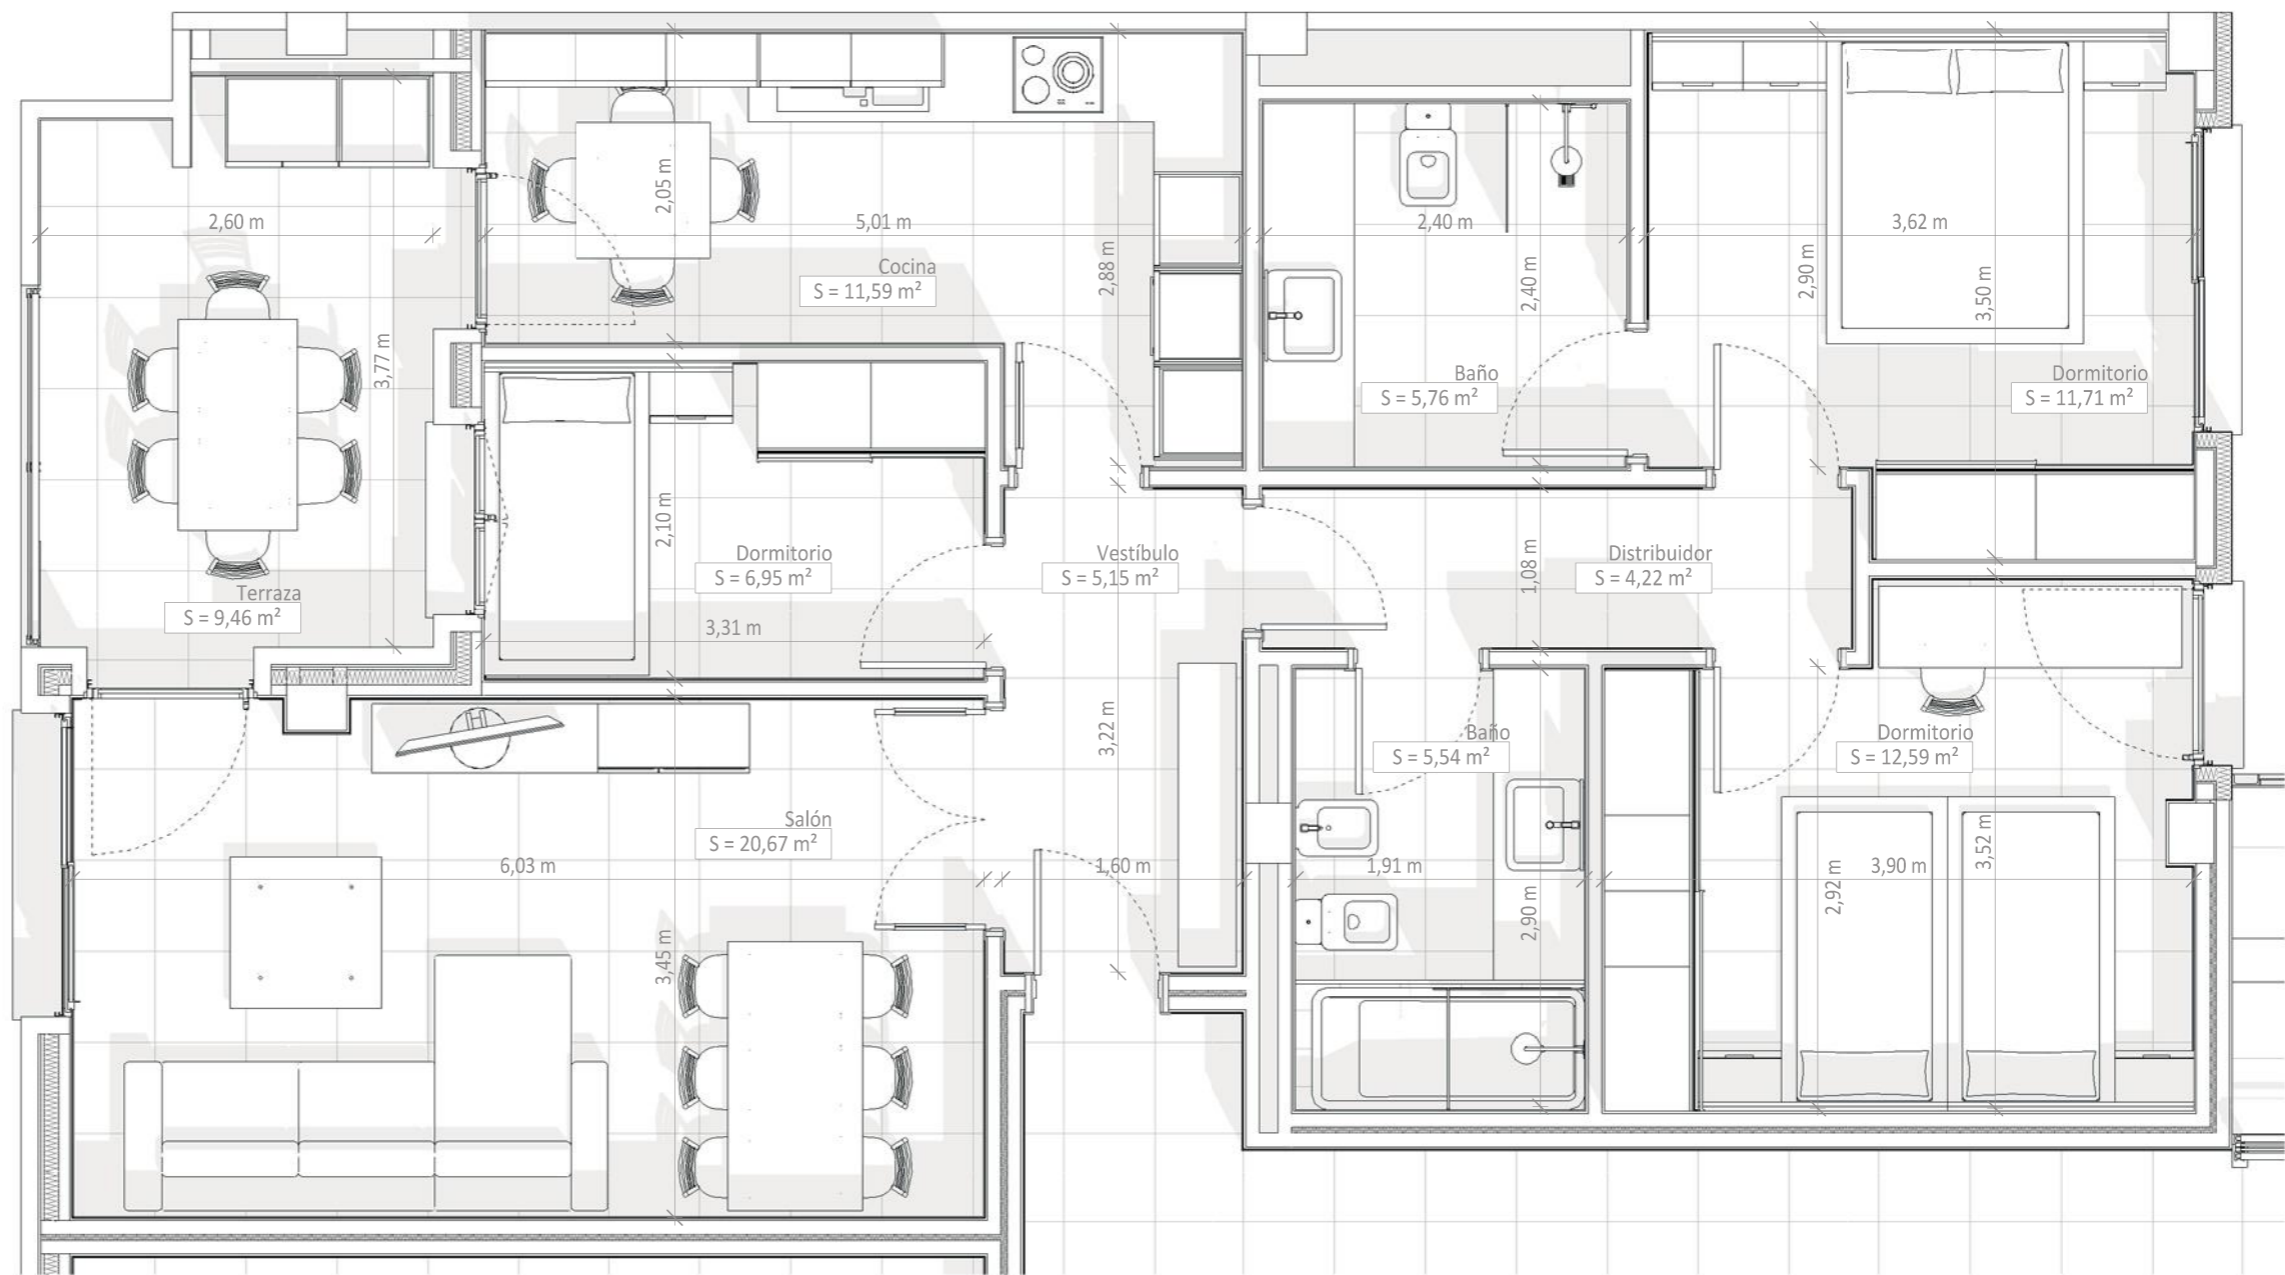 2,60 m
3,77 m
Terraza
S = 9,46 m²
2,05 m
5,01 m
2,88 m
Cocina
S = 11,59 m²
2,40 m
2,40 m
Baño
S = 5,76 m²
3,62 m
2,90 m
3,50 m
Dormitorio
S = 11,71 m²
2,10 m
Dormitorio
S = 6,95 m²
3,31 m
Vestíbulo
S = 5,15 m²
3,22 m
1,60 m
1,08 m
Distribuidor
S = 4,22 m²
Salón
S = 20,67 m²
6,03 m
3,45 m
Baño
S = 5,54 m²
1,91 m
2,90 m
Dormitorio
S = 12,59 m²
3,90 m
2,92 m
3,52 m